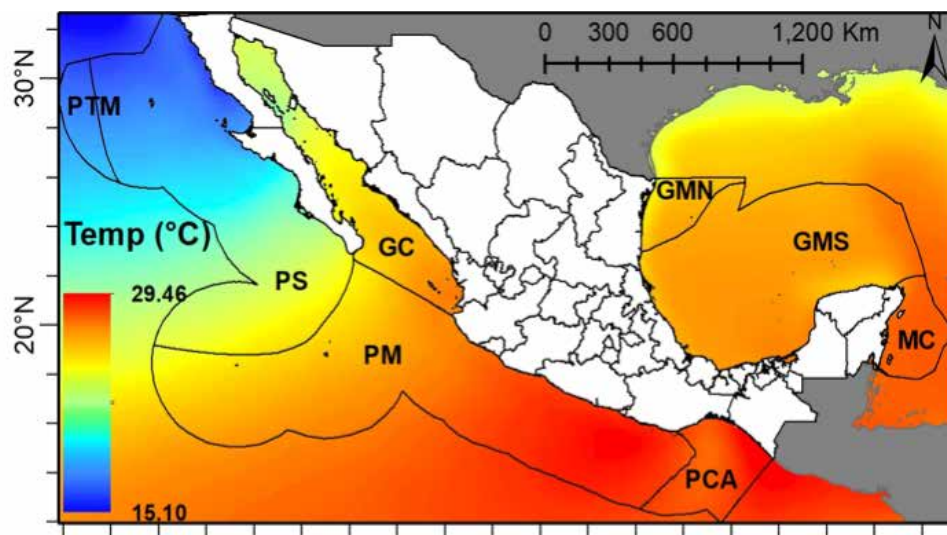 0 300 600 1,200 Km
N
30°N
20°N
PTM
Temp (°C)
29.46
15.10
PS
GC
PM
GMN
GMS
MC
PCA